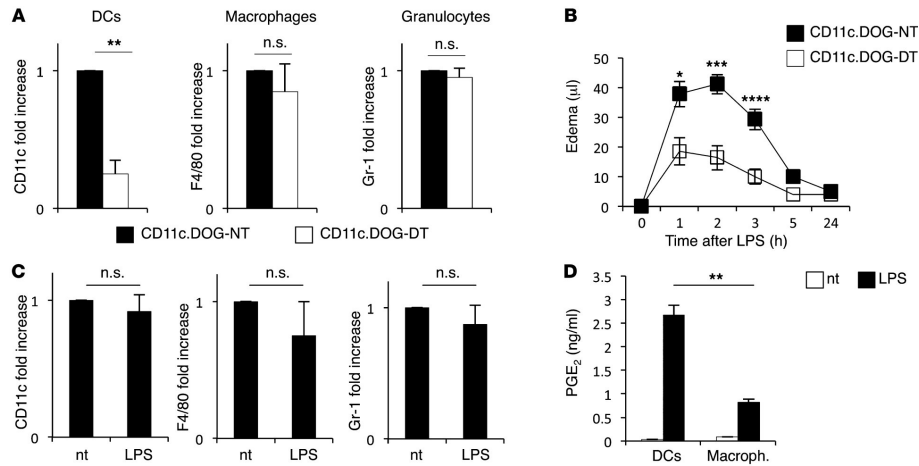 A
DCs
Macrophages
Granulocytes
CD11c fold increase
1
0
**
F4/80 fold increase
1
0
n.s.
Gr-1 fold increase
1
0
n.s.
CD11c.DOG-NT
CD11c.DOG-DT
B
CD11c.DOG-NT
CD11c.DOG-DT
Edema (μl)
50
40
30
20
10
0
*
***
****
0 1 2 3 5 24
Time after LPS (h)
C
CD11c fold increase
1
0
n.s.
nt LPS
F4/80 fold increase
1
0
n.s.
nt LPS
Gr-1 fold increase
1
0
n.s.
nt LPS
D
nt
LPS
PGE2 (ng/ml)
3.5
3
2.5
2
1.5
1
0.5
0
**
DCs Macroph.